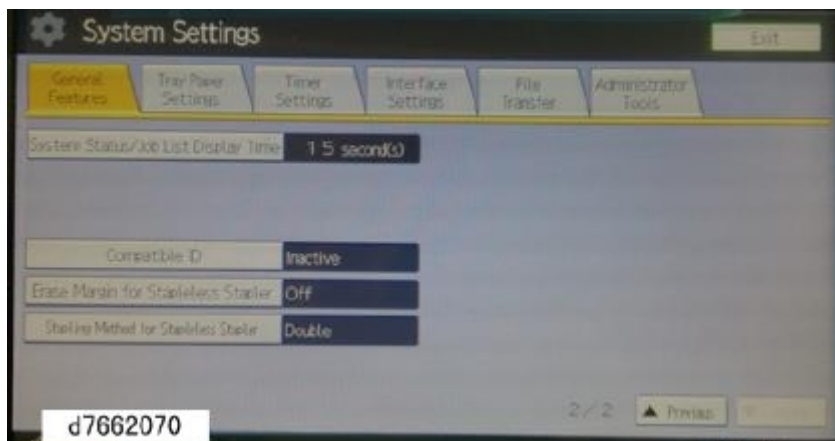 System Settings
Exit
General Features
Tray Paper Settings
Timer Settings
Interface Settings
File Transfer
Administrator Tools
System Status/Job List Display Time
15 second(s)
Compatible ID
Inactive
Erase Margin for Stapleless Stapler
Off
Stapling Method for Stapleless Stapler
Double
2/2
▲ Previous
d7662070